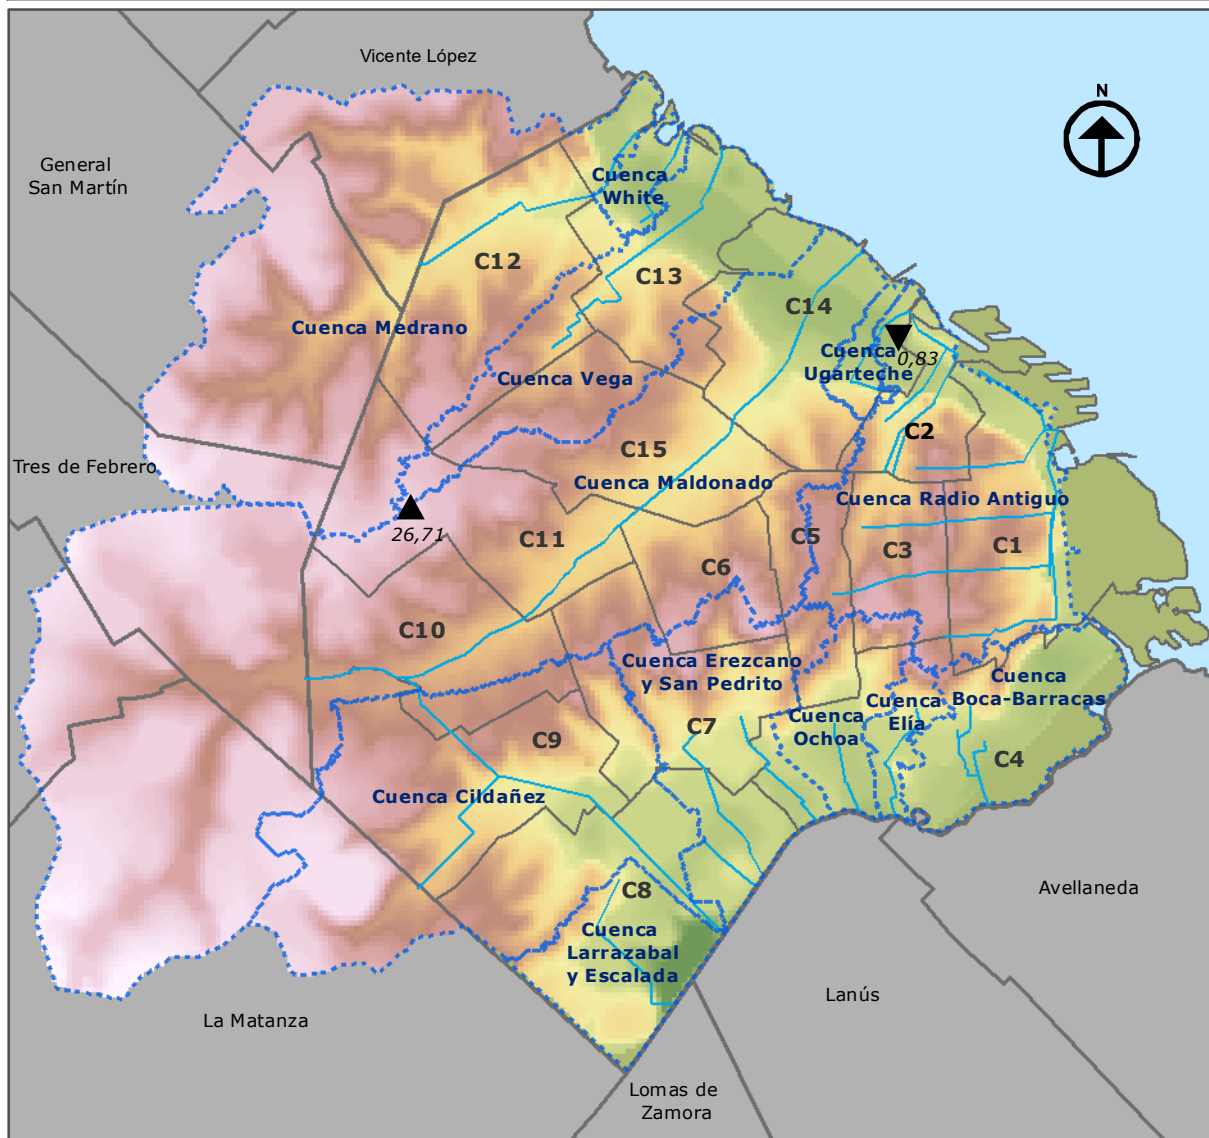 Vicente López
N
General
San Martín
Cuenca
White
C12
C13
C14
Cuenca Medrano
0,83
Cuenca
Ugarteche
Cuenca Vega
C2
C15
Cuenca Maldonado
Tres de Febrero
Cuenca Radio Antiguo
26,71
C11
C5
C3
C1
C6
C10
Cuenca Erezcano
y San Pedrito
Cuenca
Boca-Barracas
Cuenca
Elía
Cuenca
Ochoa
C7
C9
C4
Cuenca Cildañez
C8
Avellaneda
Cuenca
Larrazabal
y Escalada
Lanús
La Matanza
Lomas de
Zamora